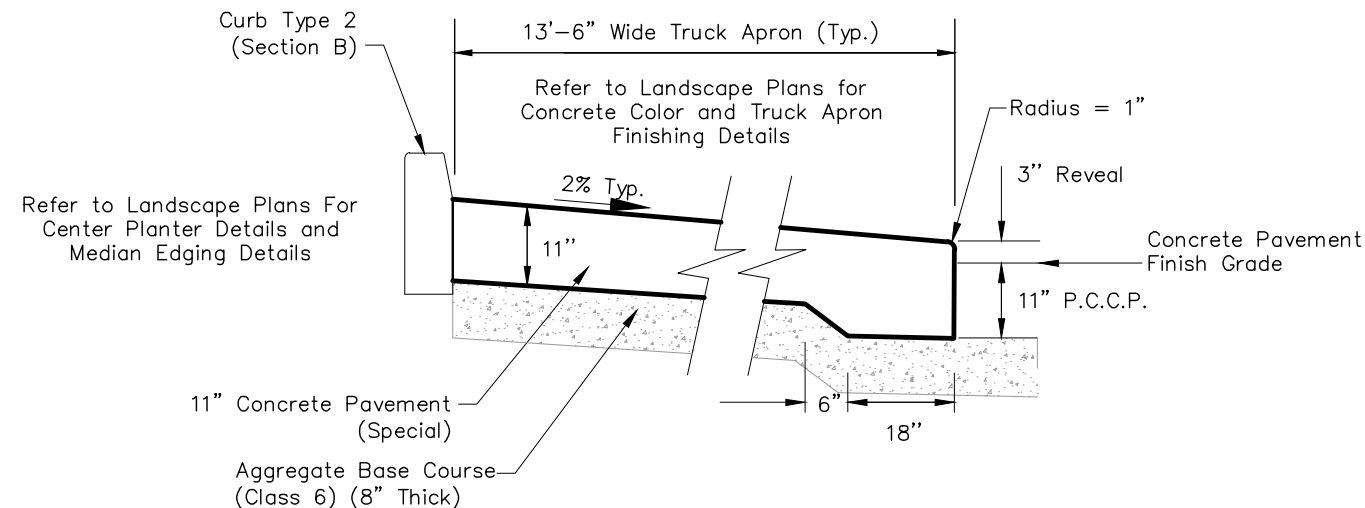 Curb Type 2
(Section B)
13'-6" Wide Truck Apron (Typ.)
Refer to Landscape Plans for
Concrete Color and Truck Apron
Finishing Details
Radius = 1"
3" Reveal
2% Typ.
Refer to Landscape Plans For
Center Planter Details and
Median Edging Details
11"
Concrete Pavement
Finish Grade
11" P.C.C.P.
11" Concrete Pavement
(Special)
6"
18"
Aggregate Base Course
(Class 6) (8" Thick)